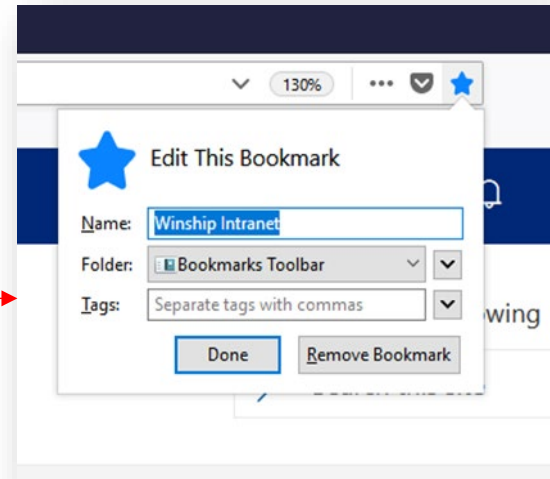 130%
Edit This Bookmark
Name: Winship Intranet
Folder: Bookmarks Toolbar
Tags: Separate tags with commas
wing
Done Remove Bookmark